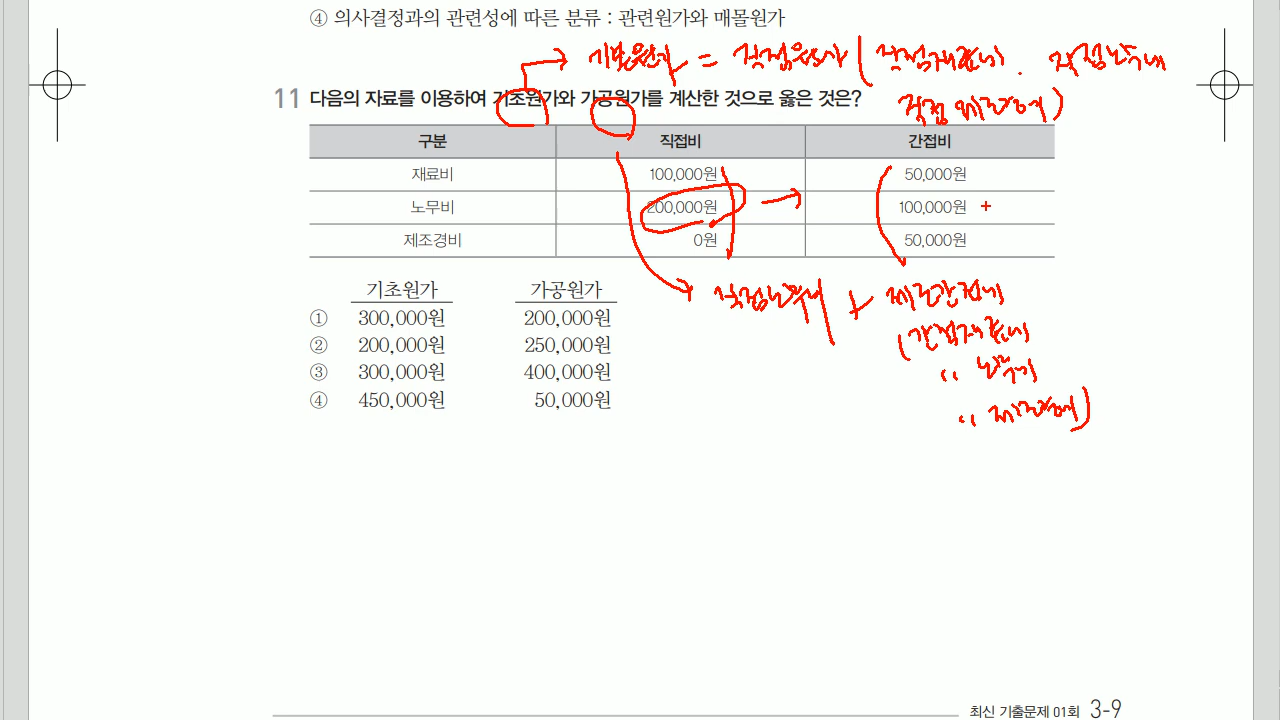 ④ 의사결정과의 관련성에 따른 분류 : 관련원가와 매몰원가
기본원가 = 직접원가 (직접재료비. 직접노무비
직접제조경비)
11 다음의 자료를 이용하여 기초원가와 가공원가를 계산한 것으로 옳은 것은?
구분 직접비 간접비
재료비 100,000원 50,000원
노무비 200,000원 100,000원 +
제조경비 0원 50,000원
직접노무비 + 제조간접비
(간접재료비
〃 노무비
〃 제조경비)
기초원가 가공원가
① 300,000원 200,000원
② 200,000원 250,000원
③ 300,000원 400,000원
④ 450,000원 50,000원
최신 기출문제 01회 3-9